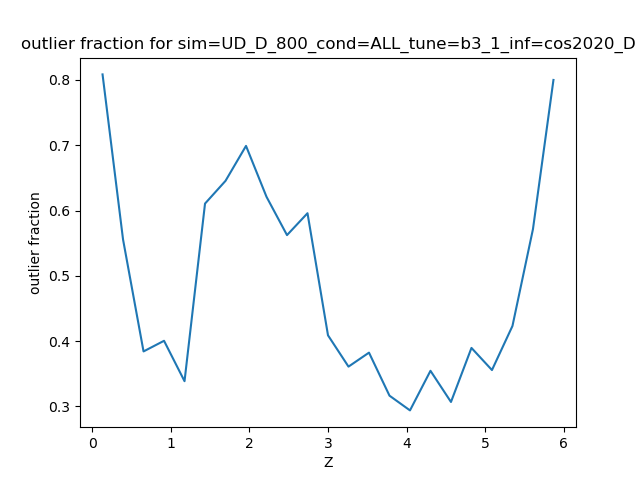 outlier fraction for sim=UD_D_800_cond=ALL_tune=b3_1_inf=cos2020_D
0.8
0.7
0.6
0.5
0.4
0.3
outlier fraction
0 1 2 3 4 5 6
Z